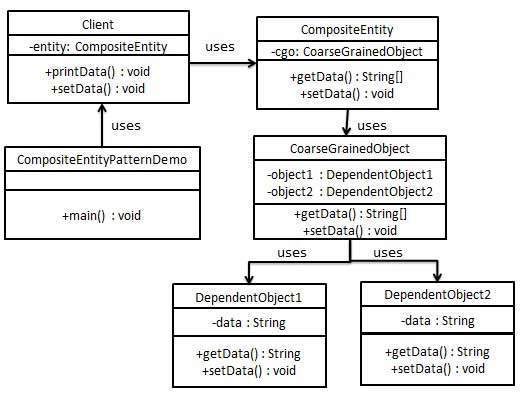 Client
-entity: CompositeEntity
+printData() : void
+setData() : void
uses
CompositeEntity
-cgo: CoarseGrainedObject
+getData() : String[]
+setData() : void
uses
uses
CompositeEntityPatternDemo
+main() : void
CoarseGrainedObject
-object1 : DependentObject1
-object2 : DependentObject2
+getData() : String[]
+setData() : void
uses
uses
DependentObject1
-data : String
+getData() : String
+setData() : void
DependentObject2
-data : String
+getData() : String
+setData() : void